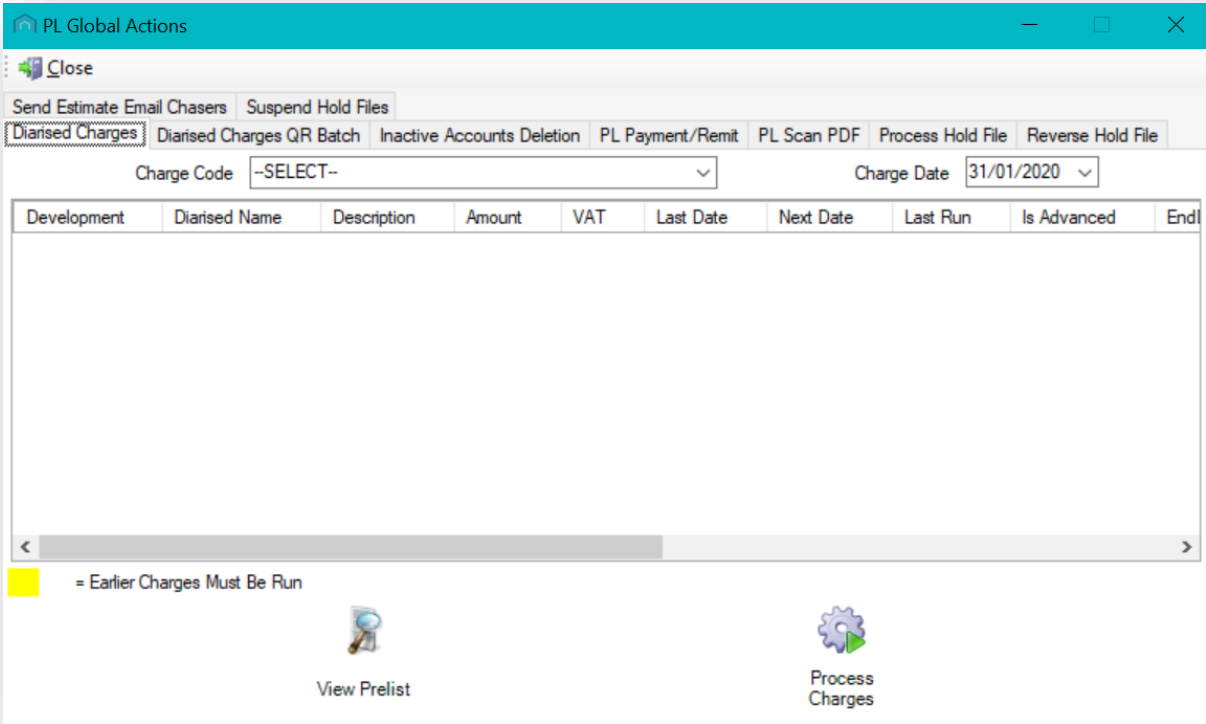 PL Global Actions
Close
Send Estimate Email Chasers Suspend Hold Files
Diarised Charges Diarised Charges QR Batch Inactive Accounts Deletion PL Payment/Remit PL Scan PDF Process Hold File Reverse Hold File
Charge Code --SELECT-- Charge Date 31/01/2020
Development Diarised Name Description Amount VAT Last Date Next Date Last Run Is Advanced
= Earlier Charges Must Be Run
View Prelist
Process
Charges